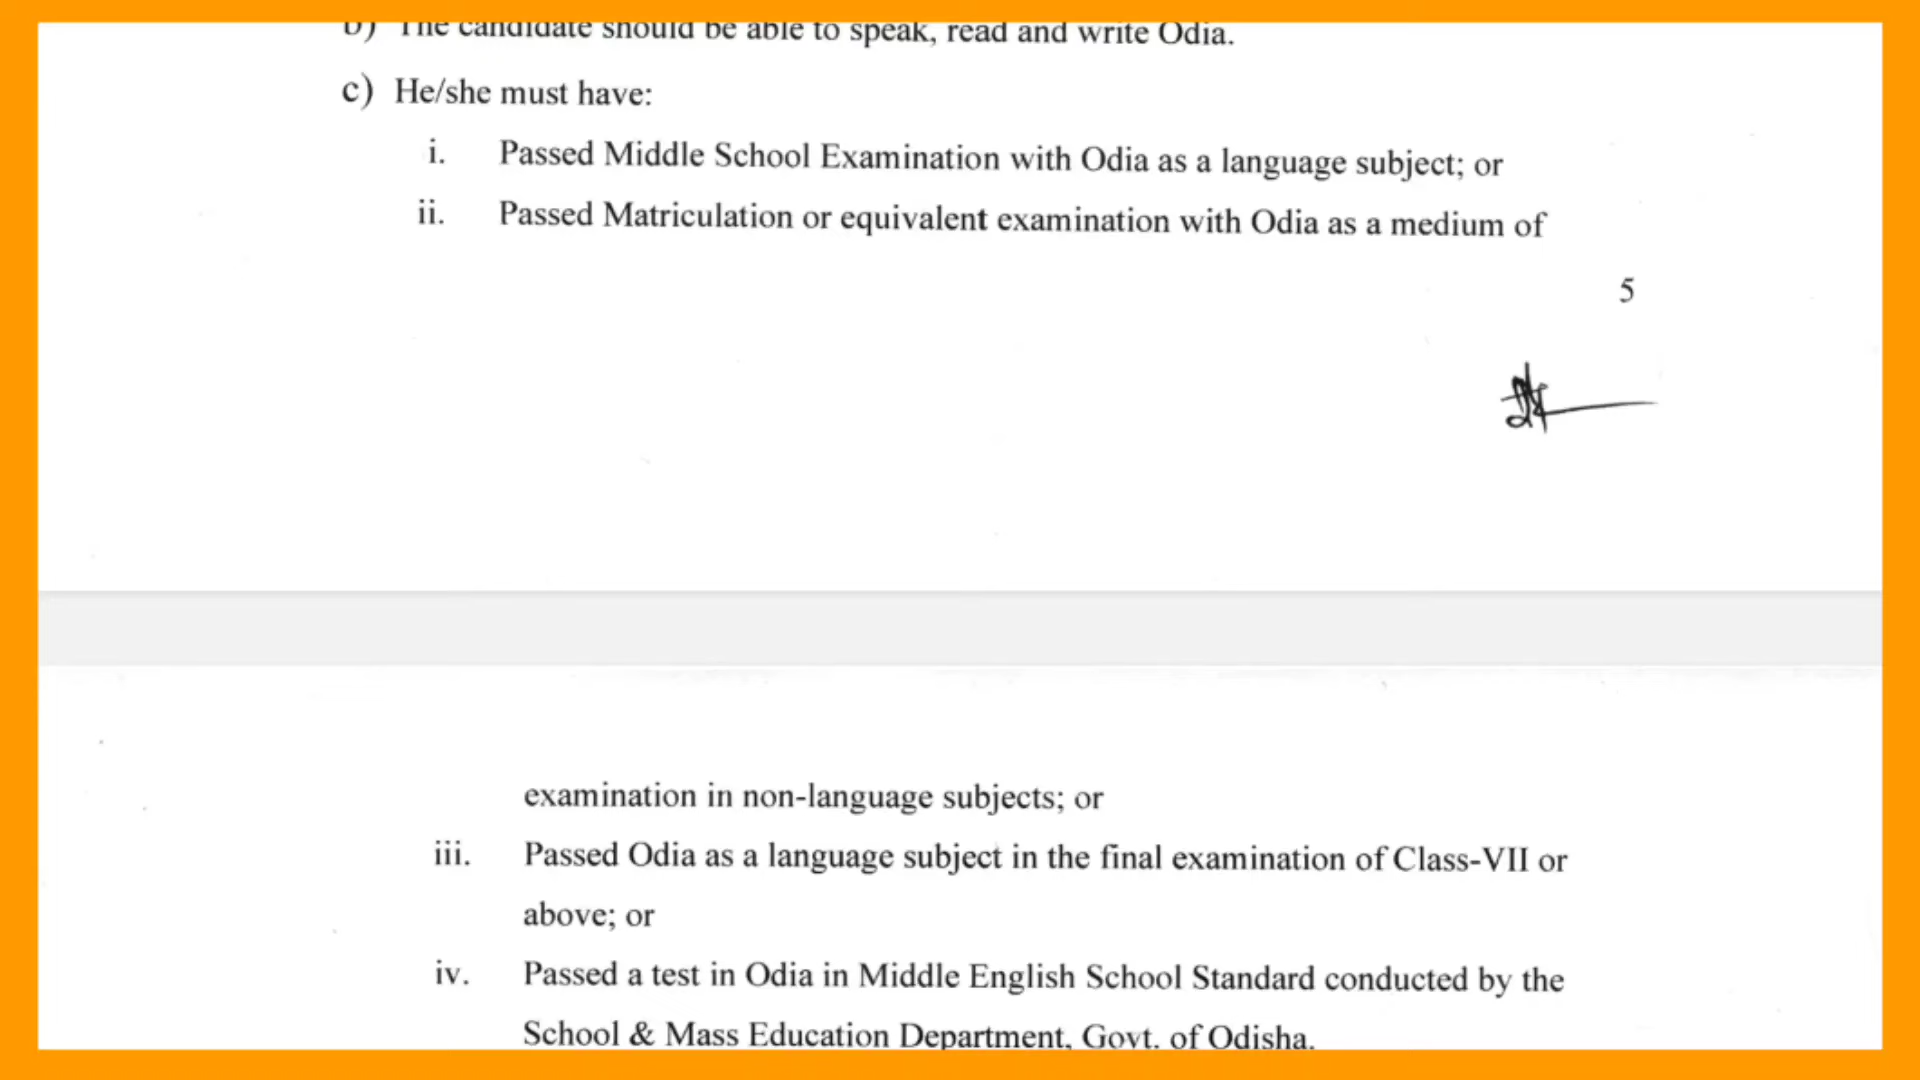 b) The candidate should be able to speak, read and write Odia.
c) He/she must have:
i. Passed Middle School Examination with Odia as a language subject; or
ii. Passed Matriculation or equivalent examination with Odia as a medium of
5
examination in non-language subjects; or
iii. Passed Odia as a language subject in the final examination of Class-VII or
above; or
iv. Passed a test in Odia in Middle English School Standard conducted by the
School & Mass Education Department, Govt. of Odisha.